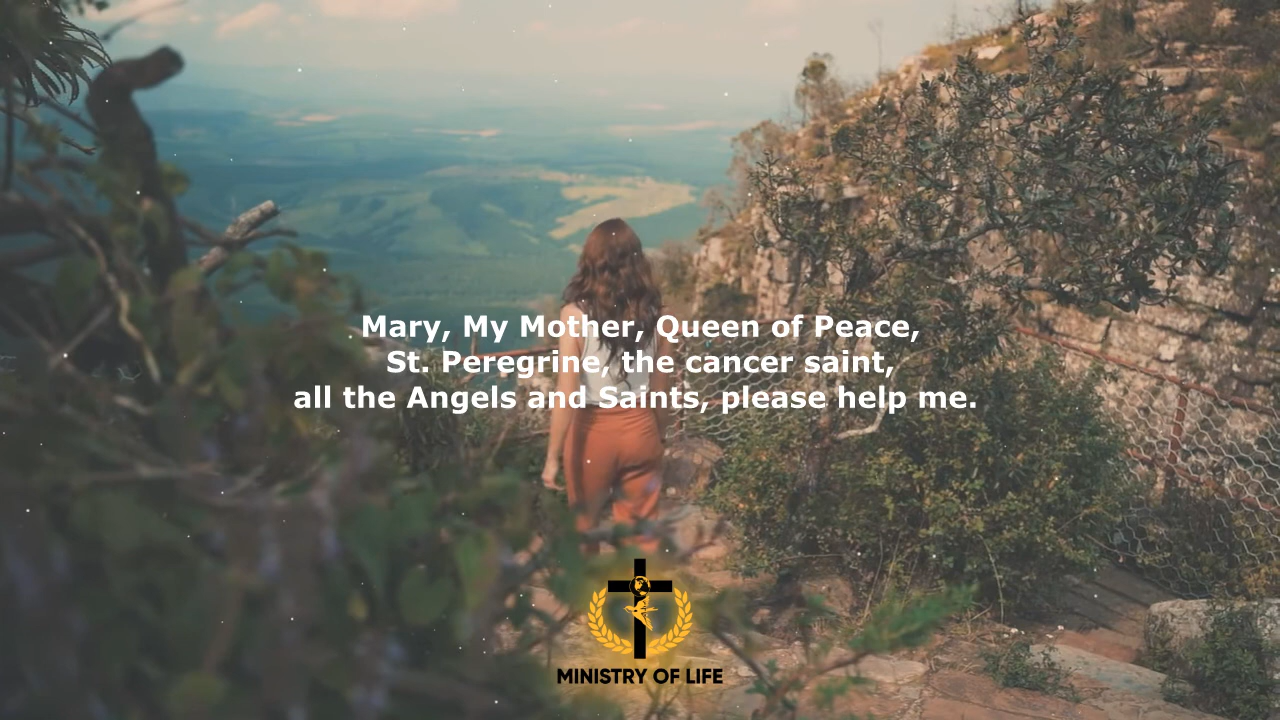 Mary, My Mother, Queen of Peace,
St. Peregrine, the cancer saint,
all the Angels and Saints, please help me.
MINISTRY OF LIFE